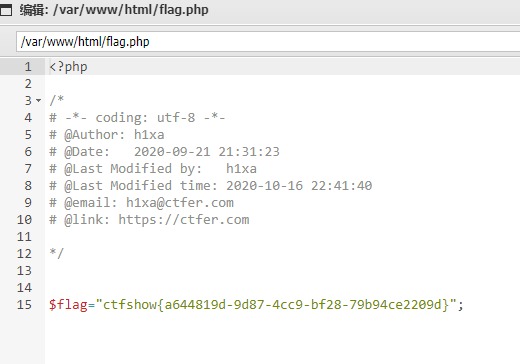 编辑: /var/www/html/flag.php
/var/www/html/flag.php
1 <?php
2
3 /*
4 # -*- coding: utf-8 -*-
5 # @Author: h1xa
6 # @Date:   2020-09-21 21:31:23
7 # @Last Modified by:   h1xa
8 # @Last Modified time: 2020-10-16 22:41:40
9 # @email: h1xa@ctfer.com
10 # @link: https://ctfer.com
11
12 */
13
14
15 $flag="ctfshow{a644819d-9d87-4cc9-bf28-79b94ce2209d}";